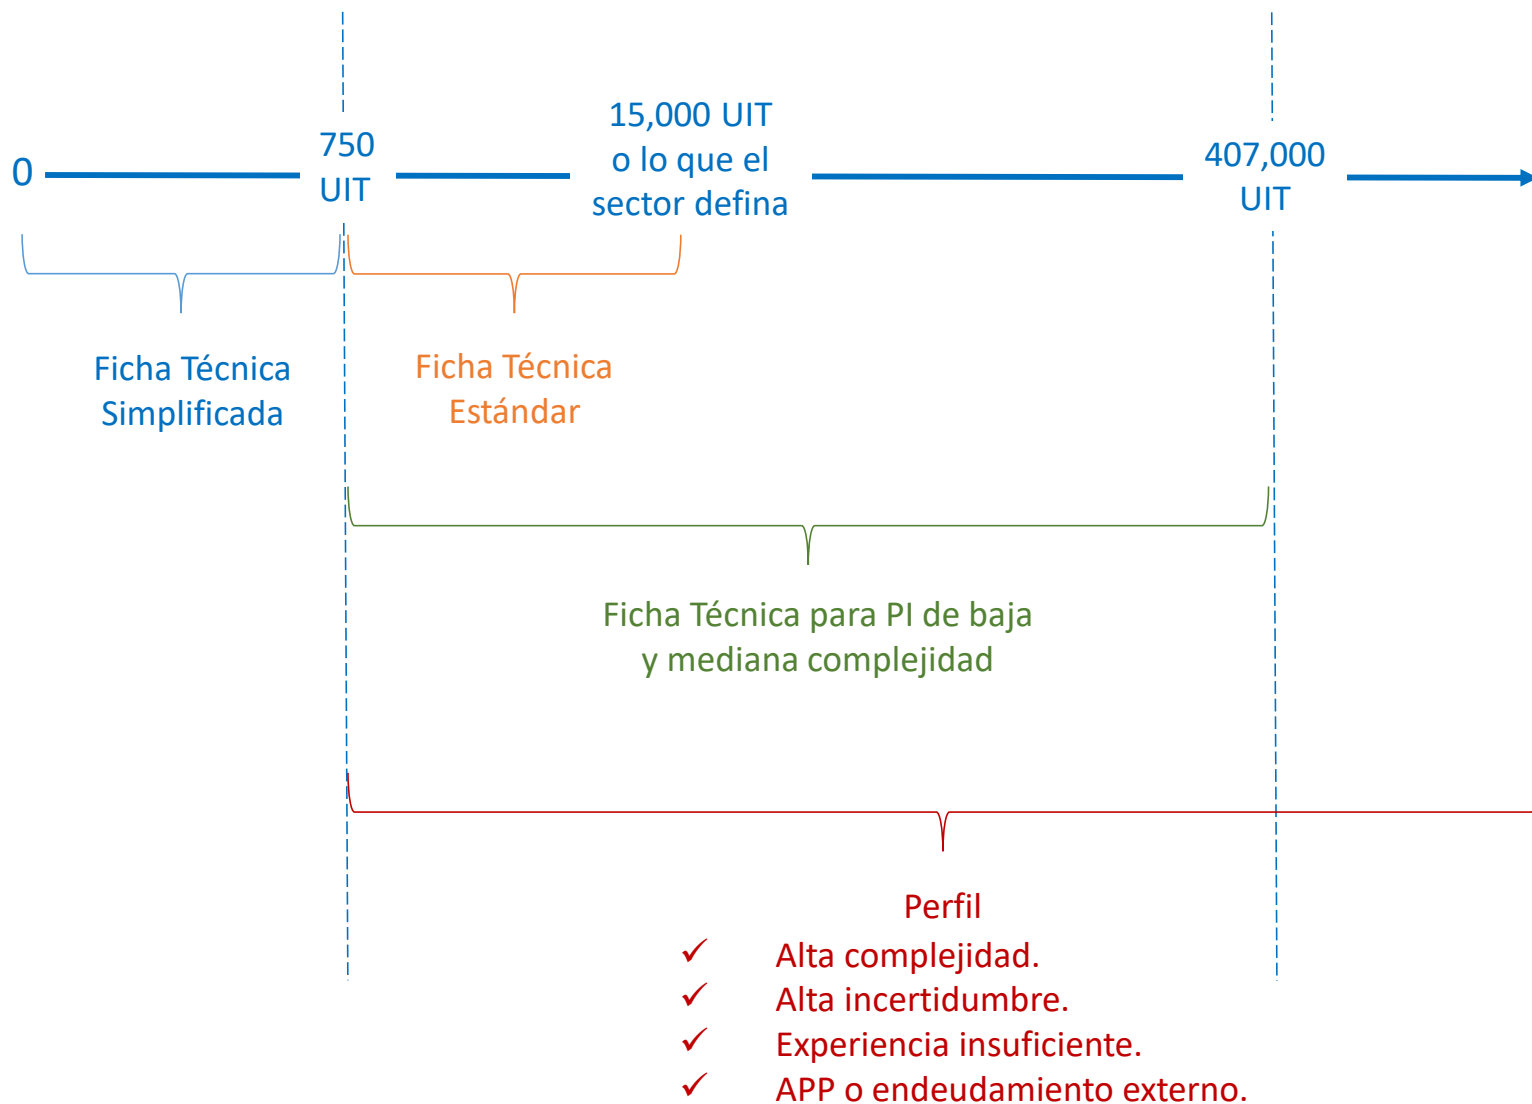 0
750
UIT
15,000 UIT
o lo que el
sector defina
407,000
UIT
Ficha Técnica
Simplificada
Ficha Técnica
Estándar
Ficha Técnica para PI de baja
y mediana complejidad
Perfil
✓ Alta complejidad.
✓ Alta incertidumbre.
✓ Experiencia insuficiente.
✓ APP o endeudamiento externo.